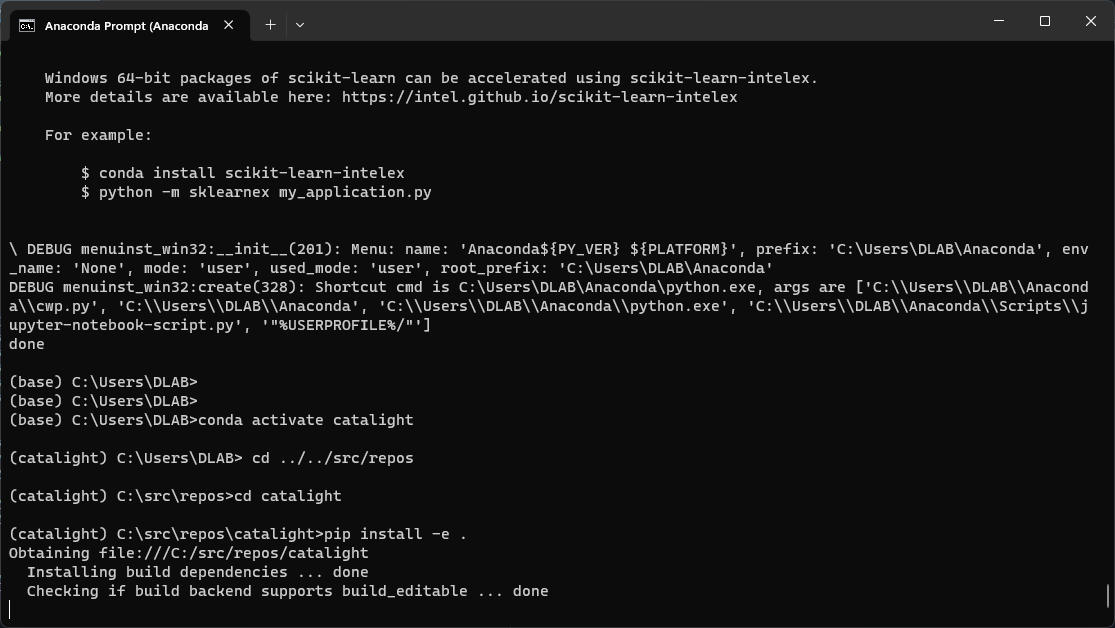 Anaconda Prompt (Anaconda
Windows 64-bit packages of scikit-learn can be accelerated using scikit-learn-intelex.
More details are available here: https://intel.github.io/scikit-learn-intelex
For example:
$ conda install scikit-learn-intelex
$ python -m sklearnex my_application.py
\ DEBUG menuinst_win32:__init__(201): Menu: name: 'Anaconda${PY_VER} ${PLATFORM}', prefix: 'C:\Users\DLAB\Anaconda', env
_name: 'None', mode: 'user', used_mode: 'user', root_prefix: 'C:\Users\DLAB\Anaconda'
DEBUG menuinst_win32:create(328): Shortcut cmd is C:\Users\DLAB\Anaconda\python.exe, args are ['C:\\Users\\DLAB\\Anacond
a\\cwp.py', 'C:\\Users\\DLAB\\Anaconda', 'C:\\Users\\DLAB\\Anaconda\\python.exe', 'C:\\Users\\DLAB\\Anaconda\\Scripts\\j
upyter-notebook-script.py', '"%USERPROFILE%/"']
done
(base) C:\Users\DLAB>
(base) C:\Users\DLAB>
(base) C:\Users\DLAB>conda activate catalight
(catalight) C:\Users\DLAB> cd ../../src/repos
(catalight) C:\src\repos>cd catalight
(catalight) C:\src\repos\catalight>pip install -e .
Obtaining file:///C:/src/repos/catalight
Installing build dependencies ... done
Checking if build backend supports build_editable ... done